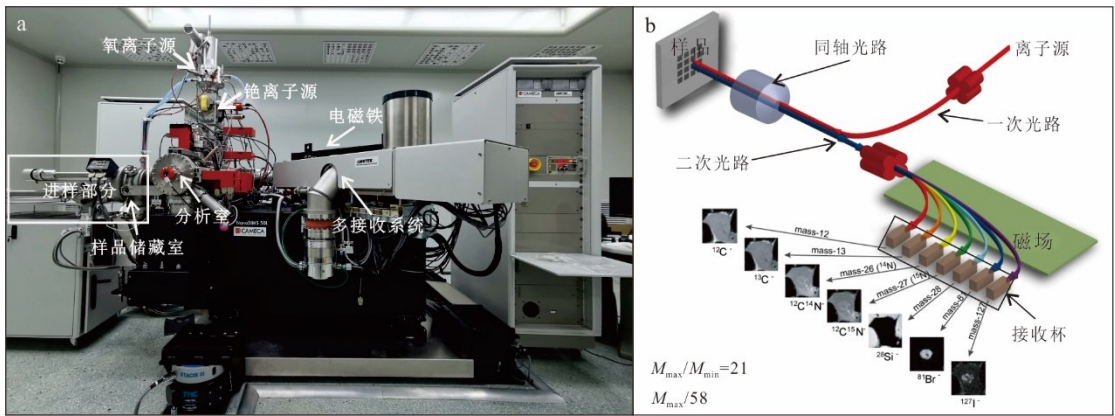 a
氧离子源
铯离子源
电磁铁
进样部分
分析室
样品储藏室
多接收系统
CAMECA
NanoSIMS 50L
CAMECA
CAMECA
b
样品
同轴光路
离子源
一次光路
二次光路
磁场
接收杯
mass-12
mass-13
mass-26 (¹⁴N)
mass-27 (¹⁵N)
mass-28
mass-127
¹²C⁻
¹³C⁻
¹²C¹⁴N⁻
¹²C¹⁵N⁻
²⁸Si⁻
⁸¹Br⁻
¹²⁷I⁻
Mmax/Mmin=21
Mmax/58